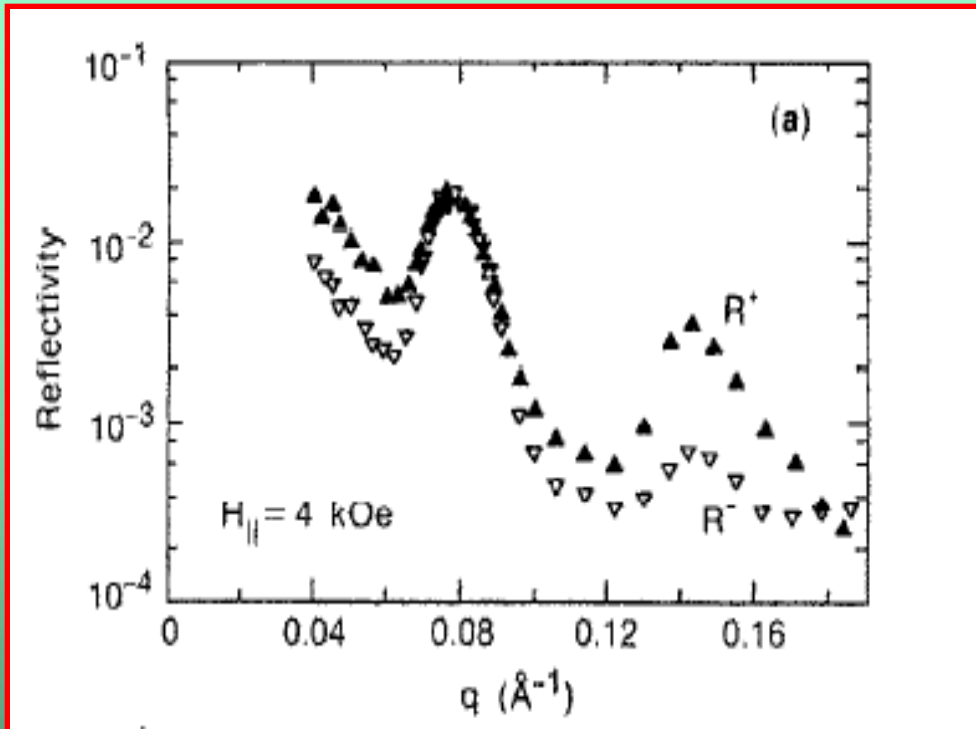 10⁻¹
(a)
Reflectivity
10⁻²
R⁺
10⁻³
H|| = 4 kOe
R⁻
10⁻⁴
0 0.04 0.08 0.12 0.16
q (Å⁻¹)